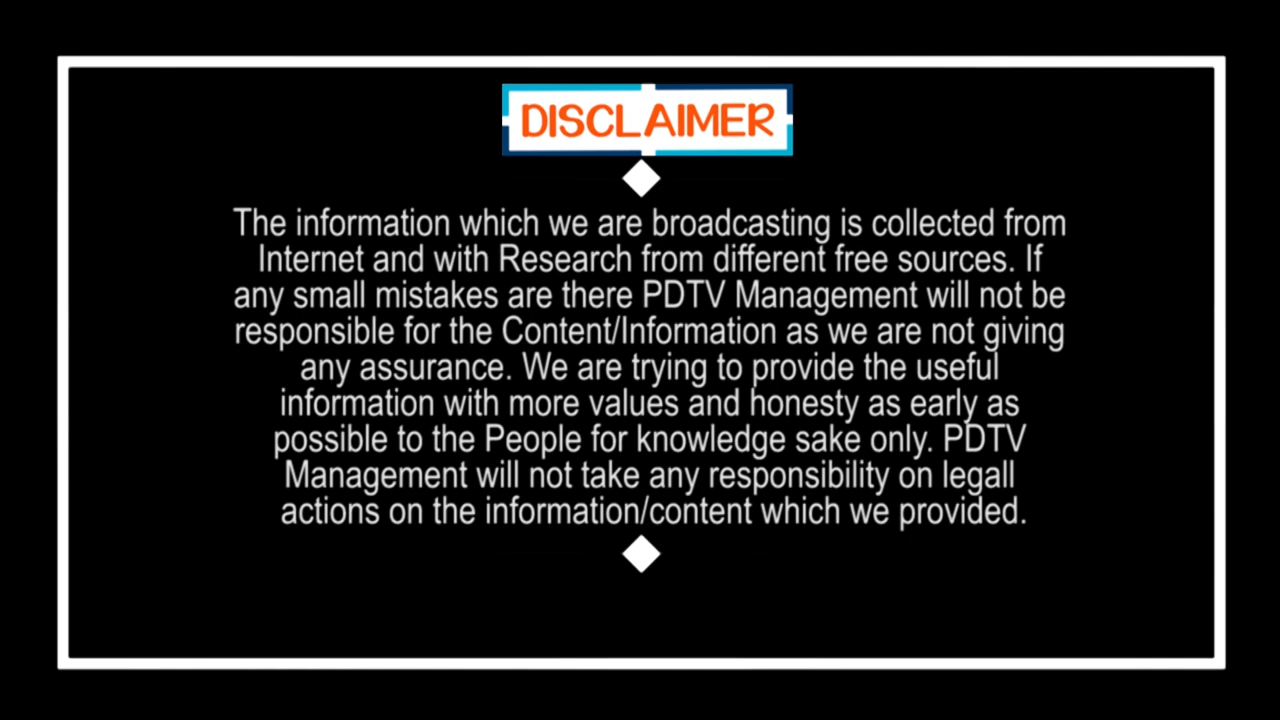 DISCLAIMER
The information which we are broadcasting is collected from
Internet and with Research from different free sources. If
any small mistakes are there PDTV Management will not be
responsible for the Content/Information as we are not giving
any assurance. We are trying to provide the useful
information with more values and honesty as early as
possible to the People for knowledge sake only. PDTV
Management will not take any responsibility on legall
actions on the information/content which we provided.